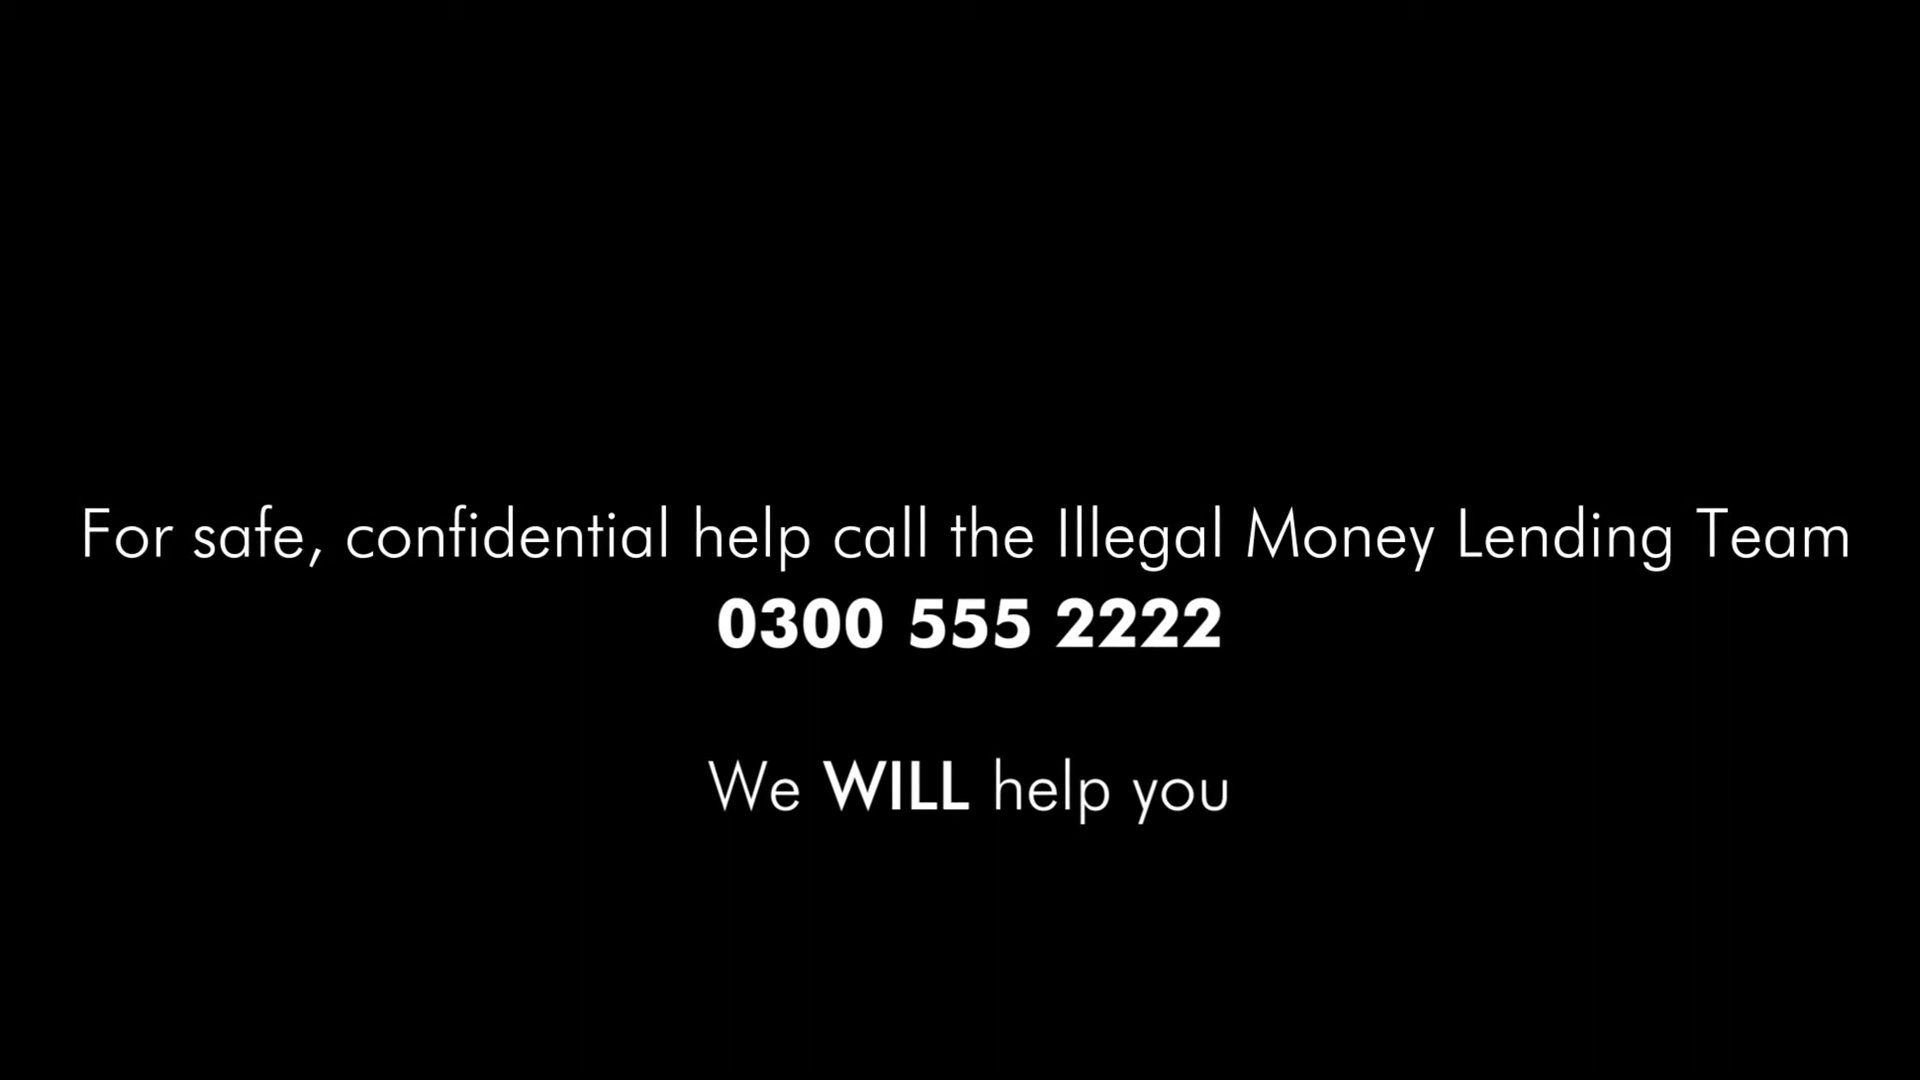 For safe, confidential help call the Illegal Money Lending Team
0300 555 2222
We WILL help you